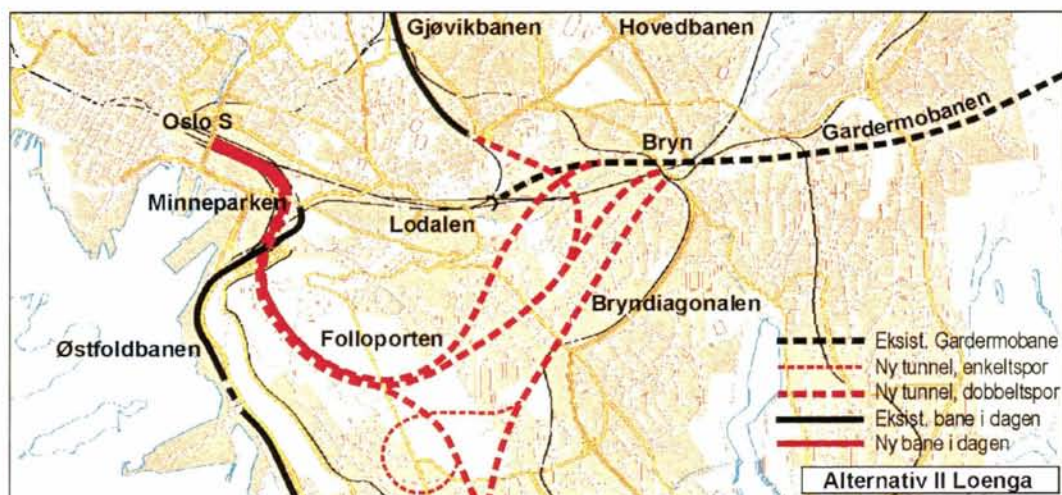 Gjøvikbanen
Hovedbanen
Oslo S
Bryn
Gardermobanen
Minneparken
Lodalen
Bryndiagonalen
Folloporten
Østfoldbanen
Eksist. Gardermobane
Ny tunnel, enkeltspor
Ny tunnel, dobbeltspor
Eksist. bane i dagen
Ny bane i dagen
Alternativ II Loenga